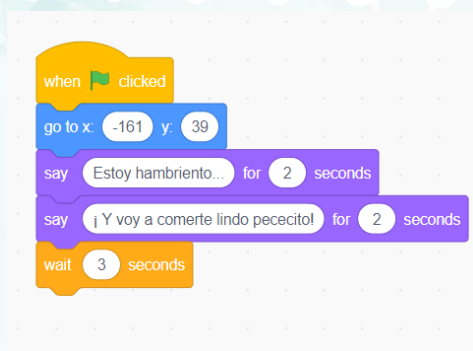 when clicked
go to x: -161 y: 39
say Estoy hambriento... for 2 seconds
say ¡ Y voy a comerte lindo pececito! for 2 seconds
wait 3 seconds